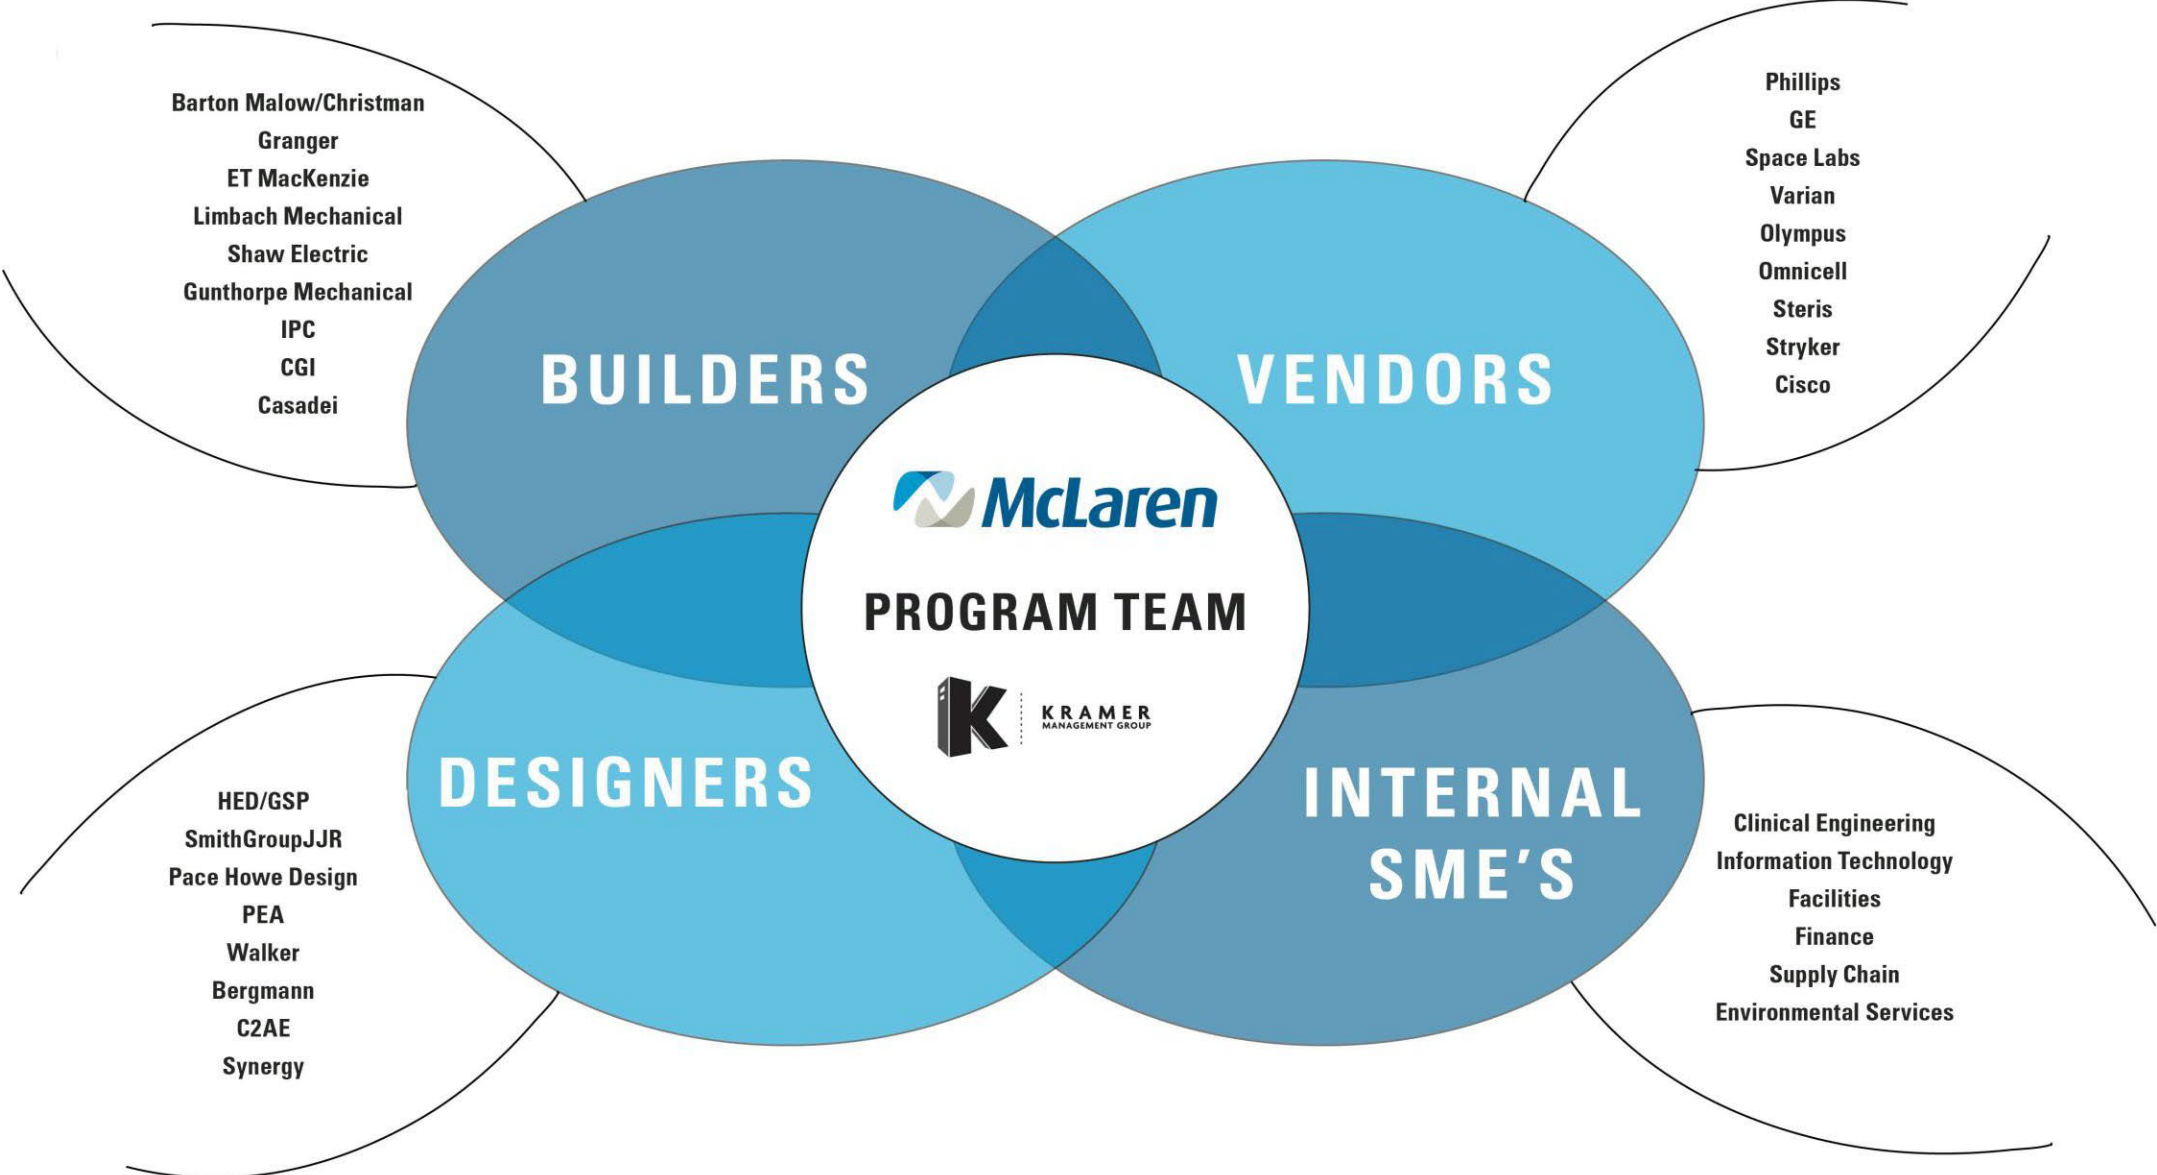 Barton Malow/Christman
Granger
ET MacKenzie
Limbach Mechanical
Shaw Electric
Gunthorpe Mechanical
IPC
CGI
Casadei
Phillips
GE
Space Labs
Varian
Olympus
Omnicell
Steris
Stryker
Cisco
BUILDERS
VENDORS
McLaren
PROGRAM TEAM
K
KRAMER
MANAGEMENT GROUP
DESIGNERS
INTERNAL
SME’S
HED/GSP
SmithGroupJJR
Pace Howe Design
PEA
Walker
Bergmann
C2AE
Synergy
Clinical Engineering
Information Technology
Facilities
Finance
Supply Chain
Environmental Services